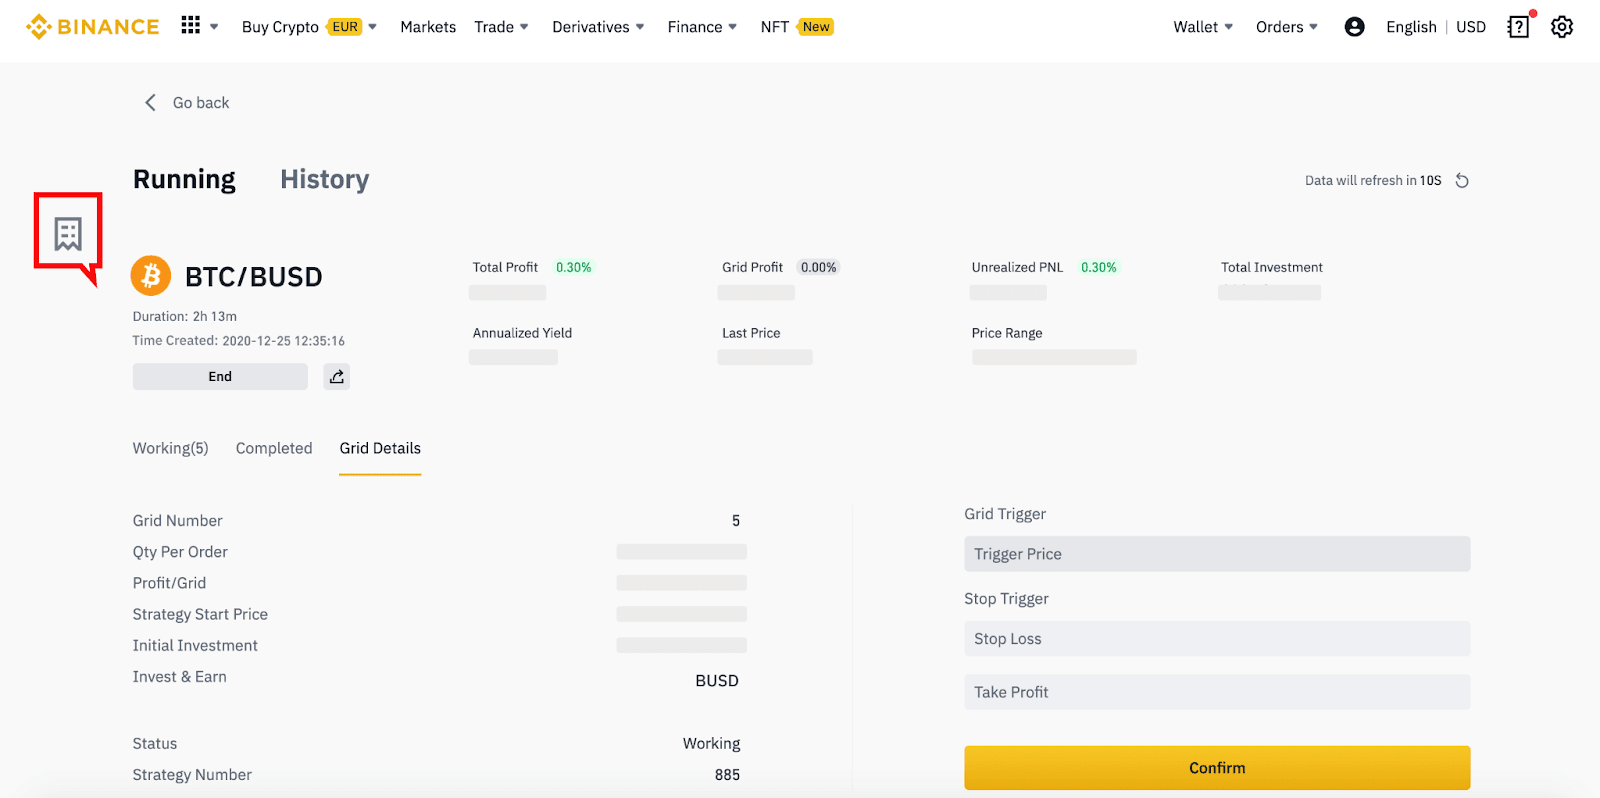 BINANCE Buy Crypto EUR Markets Trade Derivatives Finance NFT New Wallet Orders English | USD
Go back
Running History
Data will refresh in 10S
BTC/BUSD
Duration: 2h 13m
Time Created: 2020-12-25 12:35:16
End
Total Profit 0.30%
Grid Profit 0.00%
Unrealized PNL 0.30%
Total Investment
Annualized Yield
Last Price
Price Range
Working(5) Completed Grid Details
Grid Number 5
Qty Per Order
Profit/Grid
Strategy Start Price
Initial Investment
Invest & Earn BUSD
Status Working
Strategy Number 885
Grid Trigger
Trigger Price
Stop Trigger
Stop Loss
Take Profit
Confirm